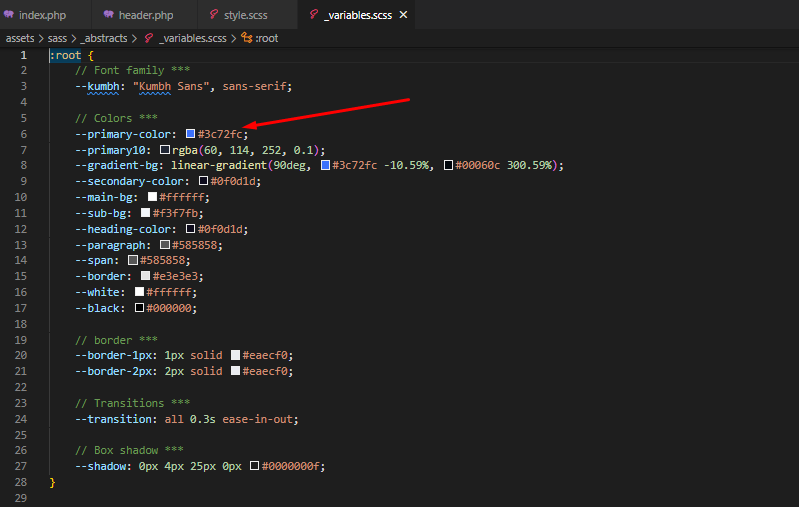 index.php header.php style.scss _variables.scss
assets > sass > _abstracts > _variables.scss > :root
1 :root {
2 // Font family ***
3 --kumbh: "Kumbh Sans", sans-serif;
4
5 // Colors ***
6 --primary-color: #3c72fc;
7 --primary10: rgba(60, 114, 252, 0.1);
8 --gradient-bg: linear-gradient(90deg, #3c72fc -10.59%, #00060c 300.59%);
9 --secondary-color: #0f0d1d;
10 --main-bg: #ffffff;
11 --sub-bg: #f3f7fb;
12 --heading-color: #0f0d1d;
13 --paragraph: #585858;
14 --span: #585858;
15 --border: #e3e3e3;
16 --white: #ffffff;
17 --black: #000000;
18
19 // border ***
20 --border-1px: 1px solid #eaecf0;
21 --border-2px: 2px solid #eaecf0;
22
23 // Transitions ***
24 --transition: all 0.3s ease-in-out;
25
26 // Box shadow ***
27 --shadow: 0px 4px 25px 0px #0000000f;
28 }
29